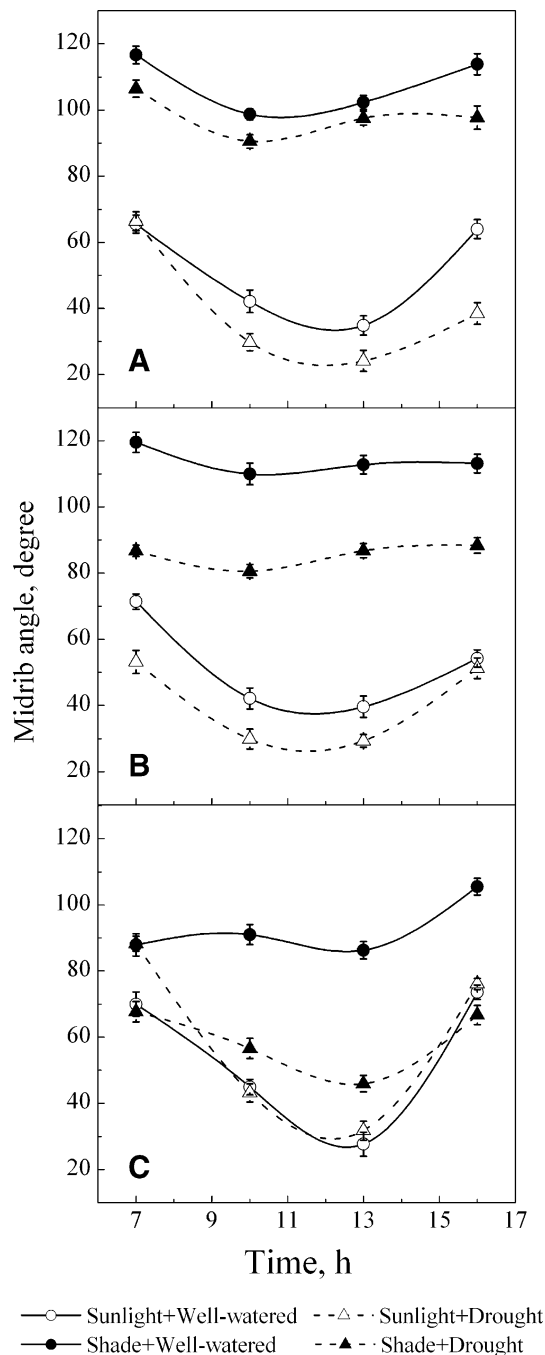 120
100
80
60
40
20
A
120
100
80
60
40
20
B
120
100
80
60
40
20
C
Midrib angle, degree
7 9 11 13 15 17
Time, h
Sunlight+Well-watered Sunlight+Drought
Shade+Well-watered Shade+Drought